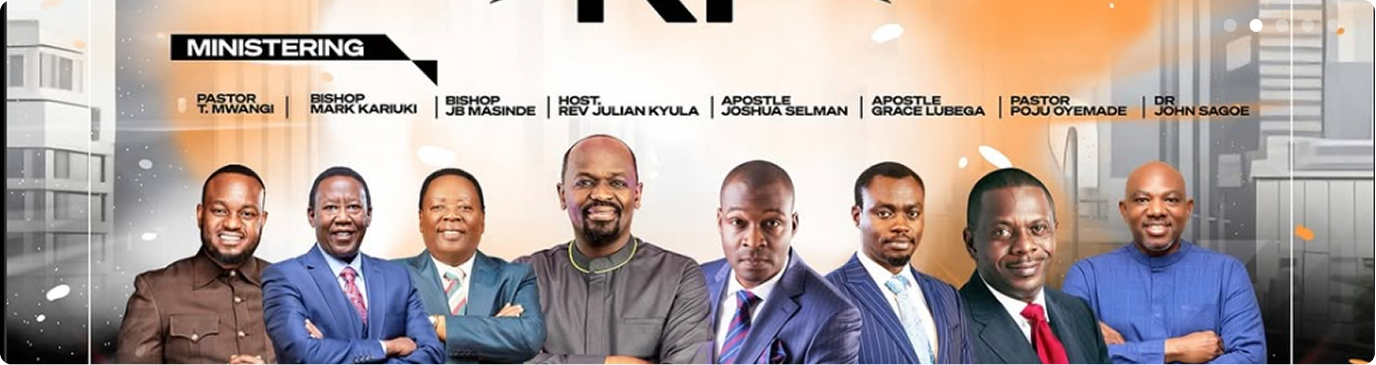 MINISTERING
PASTOR
T. MWANGI
BISHOP
MARK KARIUKI
BISHOP
JB MASINDE
HOST.
REV JULIAN KYULA
APOSTLE
JOSHUA SELMAN
APOSTLE
GRACE LUBEGA
PASTOR
POJU OYEMADE
DR
JOHN SAGOE